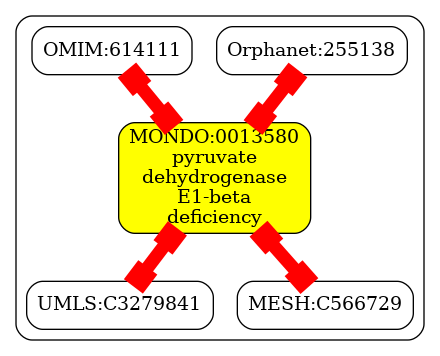 OMIM:614111
Orphanet:255138
MONDO:0013580
pyruvate
dehydrogenase
E1-beta
deficiency
UMLS:C3279841
MESH:C566729